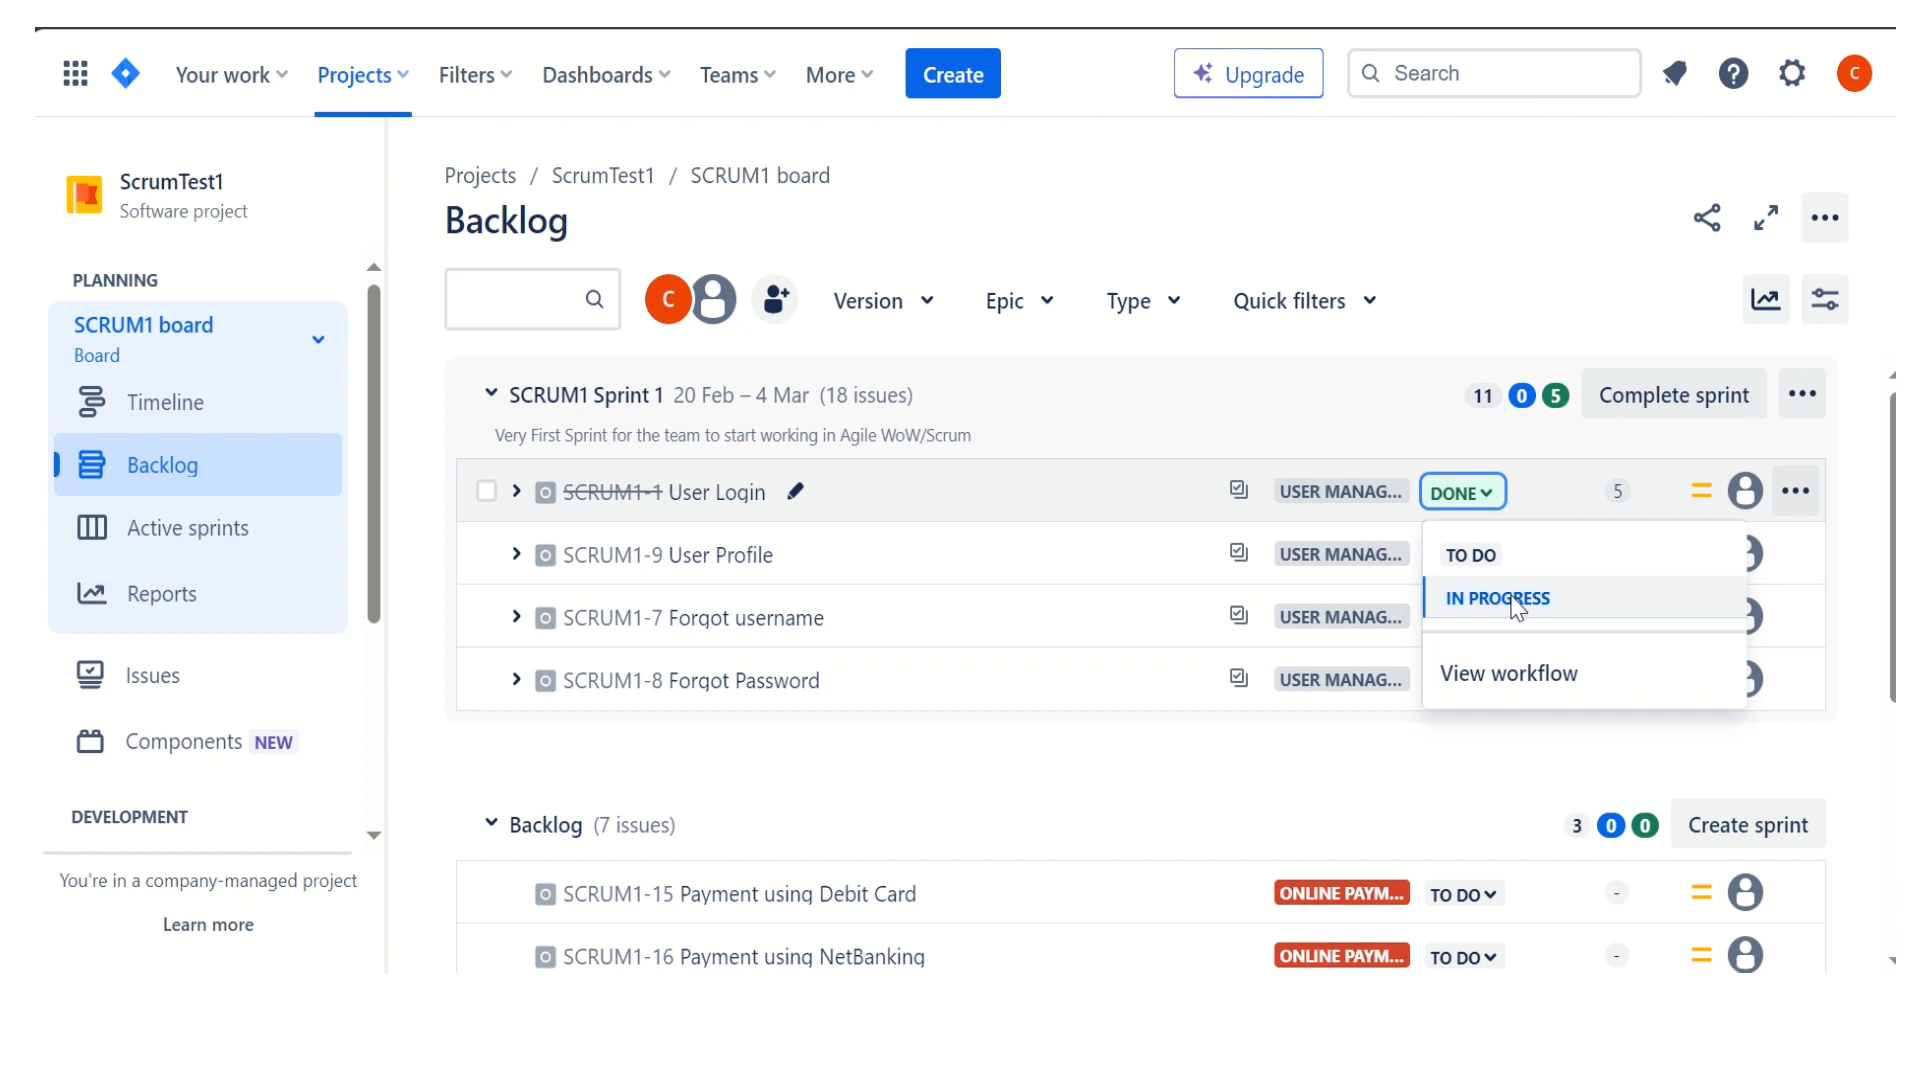 Your work Projects Filters Dashboards Teams More Create Upgrade Search C
ScrumTest1
Software project
PLANNING
SCRUM1 board
Board
Timeline
Backlog
Active sprints
Reports
Issues
Components NEW
DEVELOPMENT
You're in a company-managed project
Learn more
Projects / ScrumTest1 / SCRUM1 board
Backlog
C Version Epic Type Quick filters
SCRUM1 Sprint 1 20 Feb – 4 Mar (18 issues) 11 0 5 Complete sprint
Very First Sprint for the team to start working in Agile WoW/Scrum
SCRUM1-1 User Login USER MANAG... DONE 5
SCRUM1-9 User Profile USER MANAG...
SCRUM1-7 Forgot username USER MANAG...
SCRUM1-8 Forgot Password USER MANAG...
TO DO
IN PROGRESS
View workflow
Backlog (7 issues) 3 0 0 Create sprint
SCRUM1-15 Payment using Debit Card ONLINE PAYM... TO DO -
SCRUM1-16 Payment using NetBanking ONLINE PAYM... TO DO -